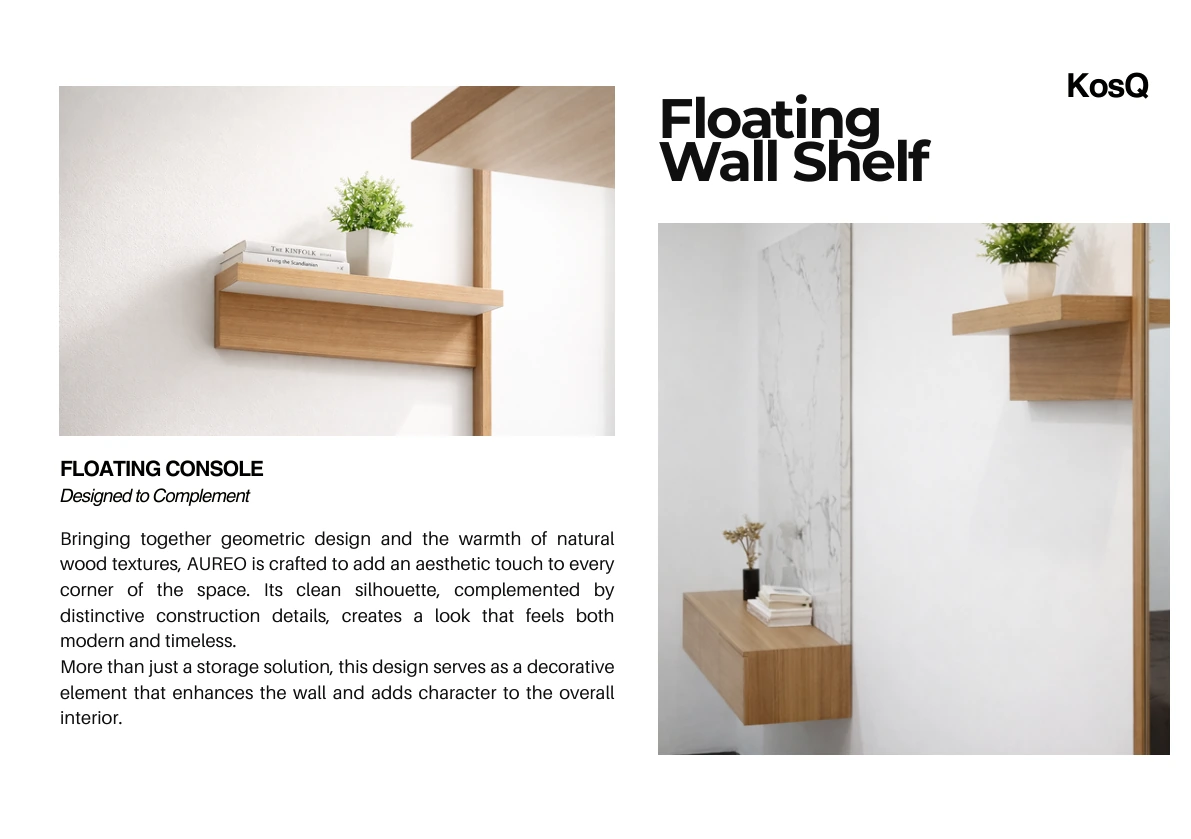 KosQ
Floating
Wall Shelf
THE KINFOLK
Living the Scandinavian
FLOATING CONSOLE
Designed to Complement
Bringing together geometric design and the warmth of natural
wood textures, AUREO is crafted to add an aesthetic touch to every
corner of the space. Its clean silhouette, complemented by
distinctive construction details, creates a look that feels both
modern and timeless.
More than just a storage solution, this design serves as a decorative
element that enhances the wall and adds character to the overall
interior.